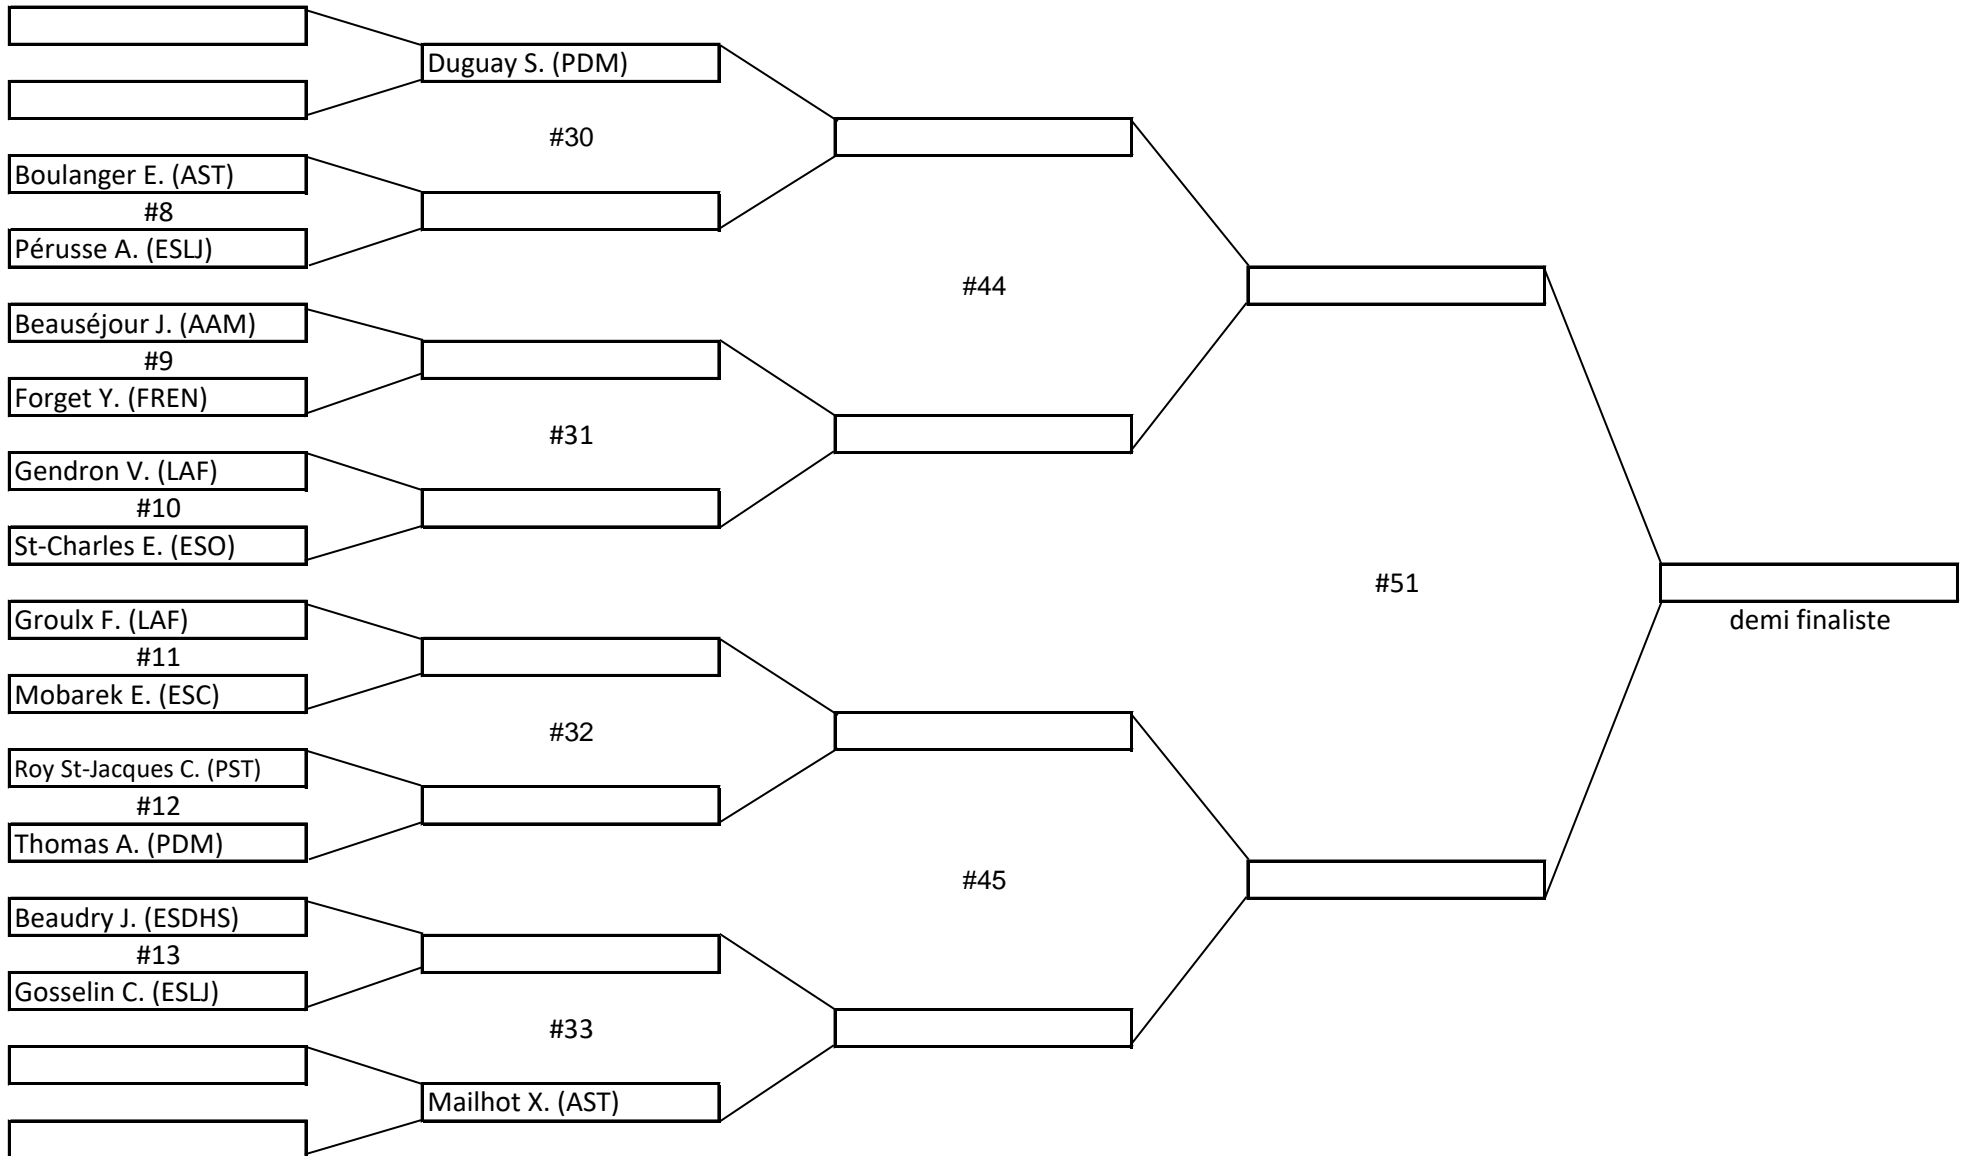 Duguay S. (PDM)
#30
Boulanger E. (AST)
#8
Pérusse A. (ESLJ)
#44
Beauséjour J. (AAM)
#9
Forget Y. (FREN)
#31
Gendron V. (LAF)
#10
St-Charles E. (ESO)
#51
demi finaliste
Groulx F. (LAF)
#11
Mobarek E. (ESC)
#32
Roy St-Jacques C. (PST)
#12
Thomas A. (PDM)
#45
Beaudry J. (ESDHS)
#13
Gosselin C. (ESLJ)
#33
Mailhot X. (AST)